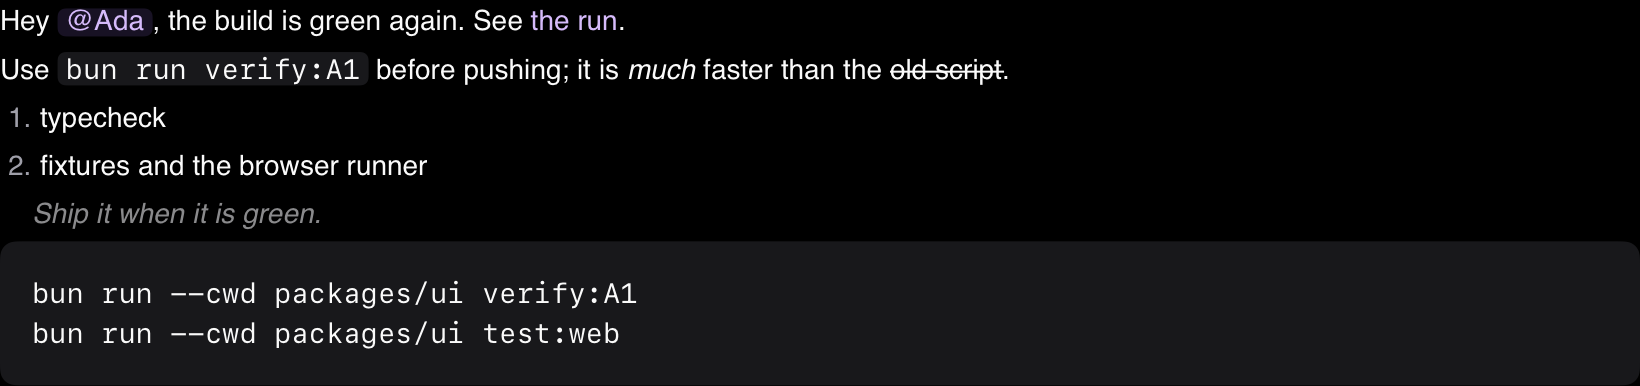 Hey @Ada, the build is green again. See the run.
Use bun run verify:A1 before pushing; it is much faster than the old script.
1. typecheck
2. fixtures and the browser runner
Ship it when it is green.
bun run --cwd packages/ui verify:A1
bun run --cwd packages/ui test:web